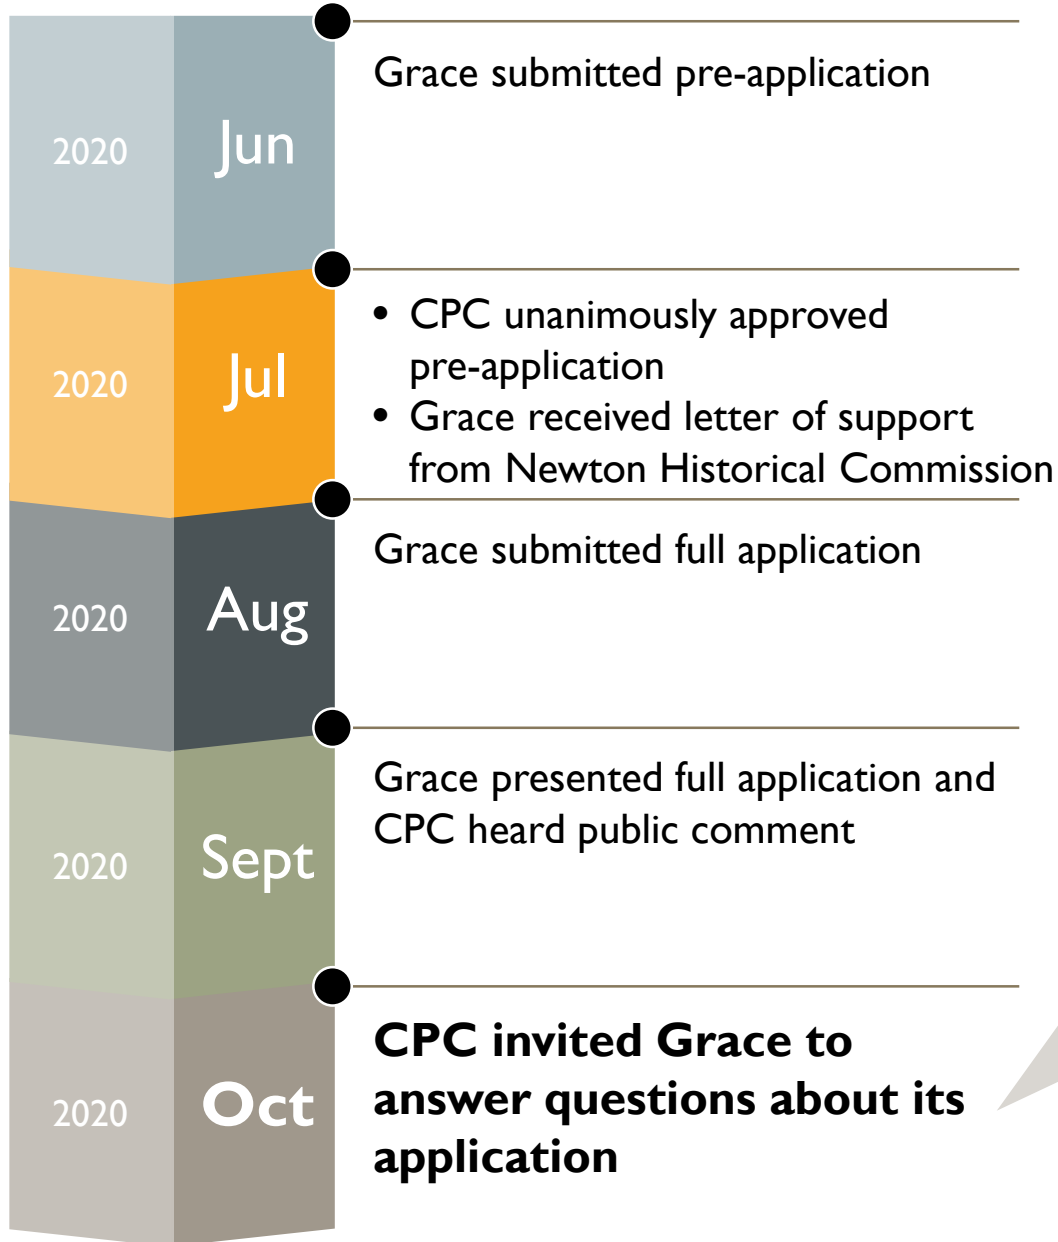 2020
Jun
Grace submitted pre-application
2020
Jul
• CPC unanimously approved
pre-application
• Grace received letter of support
from Newton Historical Commission
2020
Aug
Grace submitted full application
2020
Sept
Grace presented full application and
CPC heard public comment
2020
Oct
CPC invited Grace to
answer questions about its
application